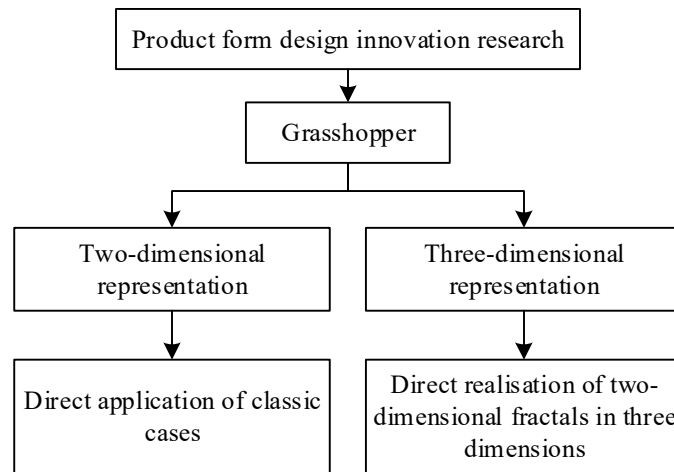 Product form design innovation research
Grasshopper
Two-dimensional
representation
Three-dimensional
representation
Direct application of classic
cases
Direct realisation of two-
dimensional fractals in three
dimensions